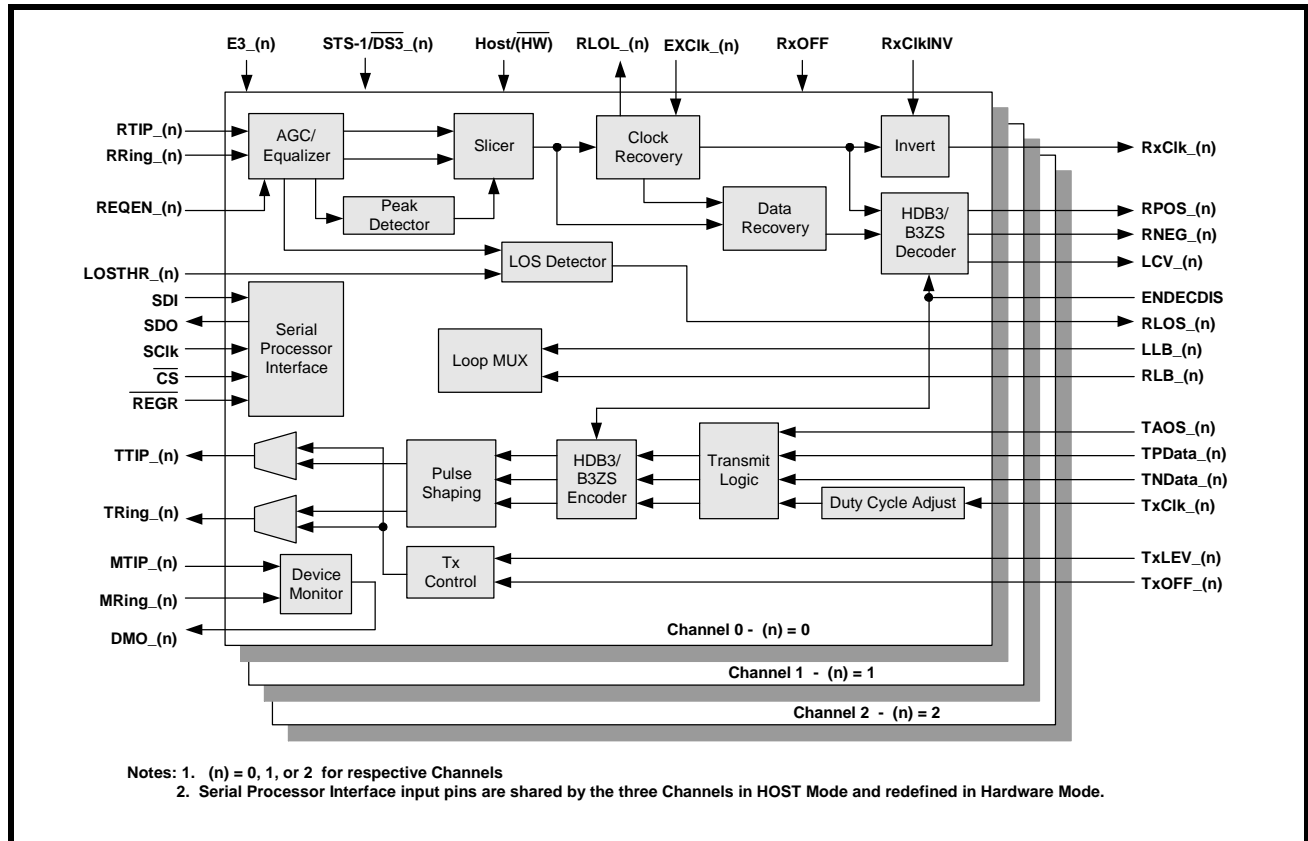 E3_(n) STS-1/DS3_(n) Host/(HW) RLOL_(n) EXClk_(n) RxOFF RxClkINV
RTIP_(n)
RRing_(n)
REQEN_(n)
LOSTHR_(n)
SDI
SDO
SClk
CS
REGR
TTIP_(n)
TRing_(n)
MTIP_(n)
MRing_(n)
DMO_(n)
AGC/
Equalizer
Peak
Detector
Slicer
LOS Detector
Clock
Recovery
Data
Recovery
Invert
HDB3/
B3ZS
Decoder
Serial
Processor
Interface
Loop MUX
Pulse
Shaping
HDB3/
B3ZS
Encoder
Transmit
Logic
Duty Cycle Adjust
Tx
Control
Device
Monitor
RxClk_(n)
RPOS_(n)
RNEG_(n)
LCV_(n)
ENDECDIS
RLOS_(n)
LLB_(n)
RLB_(n)
TAOS_(n)
TPData_(n)
TNData_(n)
TxClk_(n)
TxLEV_(n)
TxOFF_(n)
Channel 0 - (n) = 0
Channel 1 - (n) = 1
Channel 2 - (n) = 2
Notes: 1. (n) = 0, 1, or 2 for respective Channels
2. Serial Processor Interface input pins are shared by the three Channels in HOST Mode and redefined in Hardware Mode.